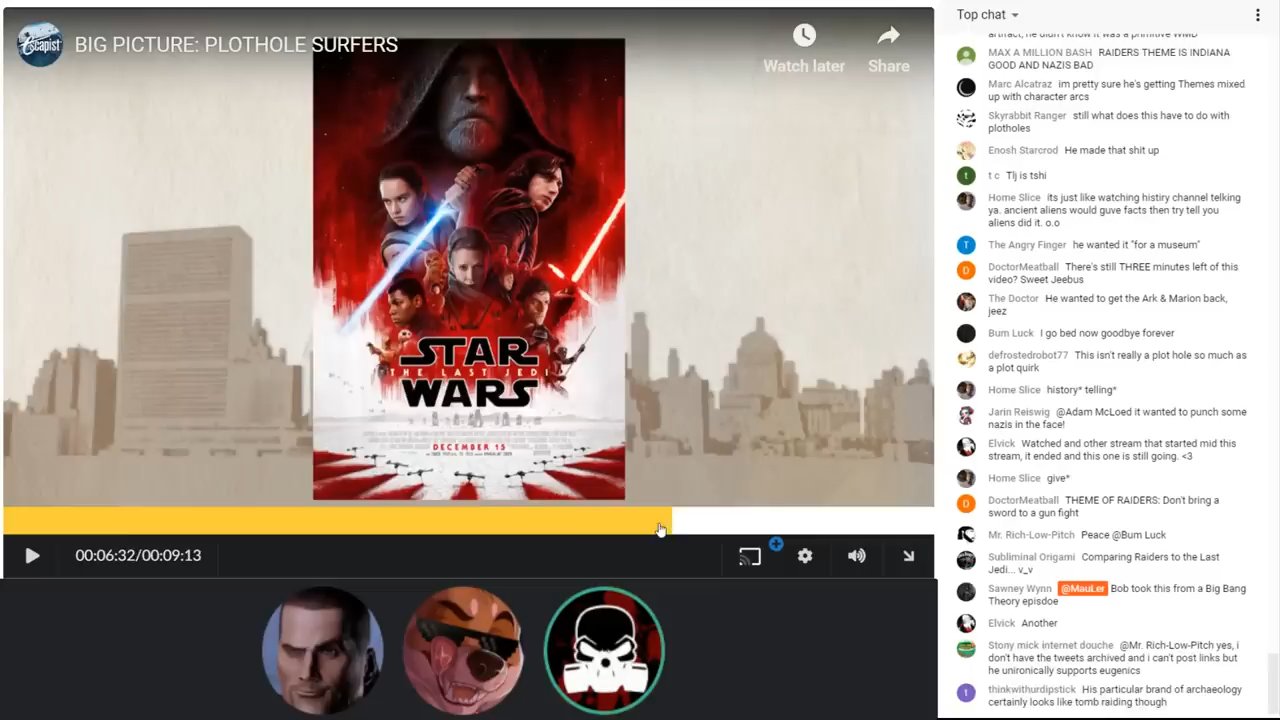 Escapist
BIG PICTURE: PLOTHOLE SURFERS
Watch later
Share
STAR
THE LAST JEDI
WARS
DECEMBER 15
00:06:32/00:09:13
Top chat
artifact, he didn't know it was a primitive WMD
MAX A MILLION BASH RAIDERS THEME IS INDIANA
GOOD AND NAZIS BAD
Marc Alcatraz im pretty sure he's getting Themes mixed
up with character arcs
Skyrabbit Ranger still what does this have to do with
plotholes
Enosh Starcrod He made that shit up
t
t c Tlj is tshi
Home Slice its just like watching histiry channel telking
ya. ancient aliens would guve facts then try tell you
aliens did it. o.o
T
The Angry Finger he wanted it "for a museum"
D
DoctorMeatball There's still THREE minutes left of this
video? Sweet Jeebus
The Doctor He wanted to get the Ark & Marion back,
jeez
Bum Luck I go bed now goodbye forever
defrostedrobot77 This isn't really a plot hole so much as
a plot quirk
Home Slice history* telling*
Jarin Reiswig @Adam McLoed it wanted to punch some
nazis in the face!
Elvick Watched and other stream that started mid this
stream, it ended and this one is still going. <3
Home Slice give*
D
DoctorMeatball THEME OF RAIDERS: Don't bring a
sword to a gun fight
Mr. Rich-Low-Pitch Peace @Bum Luck
Subliminal Origami Comparing Raiders to the Last
Jedi... v_v
Sawney Wynn @MauLer Bob took this from a Big Bang
Theory episdoe
Elvick Another
Stony mick internet douche @Mr. Rich-Low-Pitch yes, i
don't have the tweets archived and i can't post links but
he unironically supports eugenics
t
thinkwithurdipstick His particular brand of archaeology
certainly looks like tomb raiding though